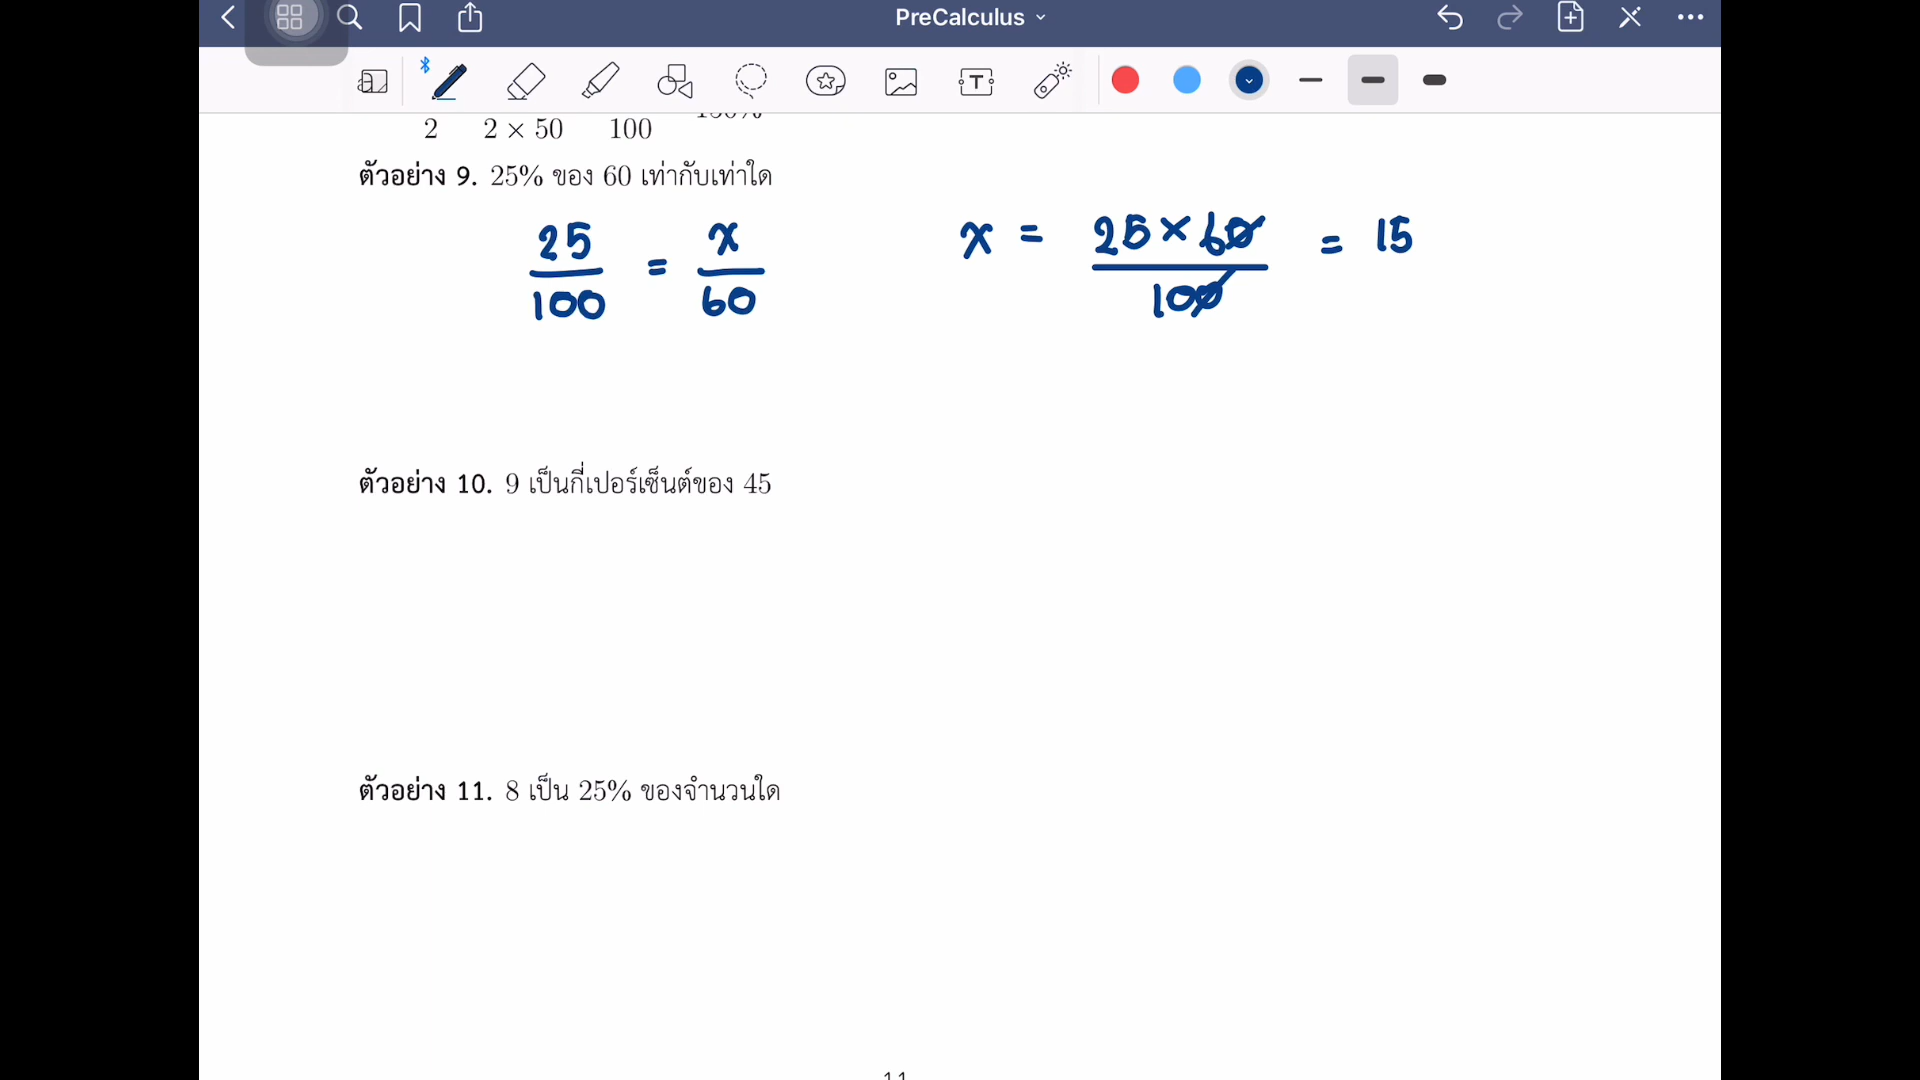 PreCalculus
2 2 × 50 100
ตัวอย่าง 9. 25% ของ 60 เท่ากับเท่าใด
25/100 = x/60 x = 25 × 60/100 = 15
ตัวอย่าง 10. 9 เป็นกี่เปอร์เซ็นต์ของ 45
ตัวอย่าง 11. 8 เป็น 25% ของจำนวนใด